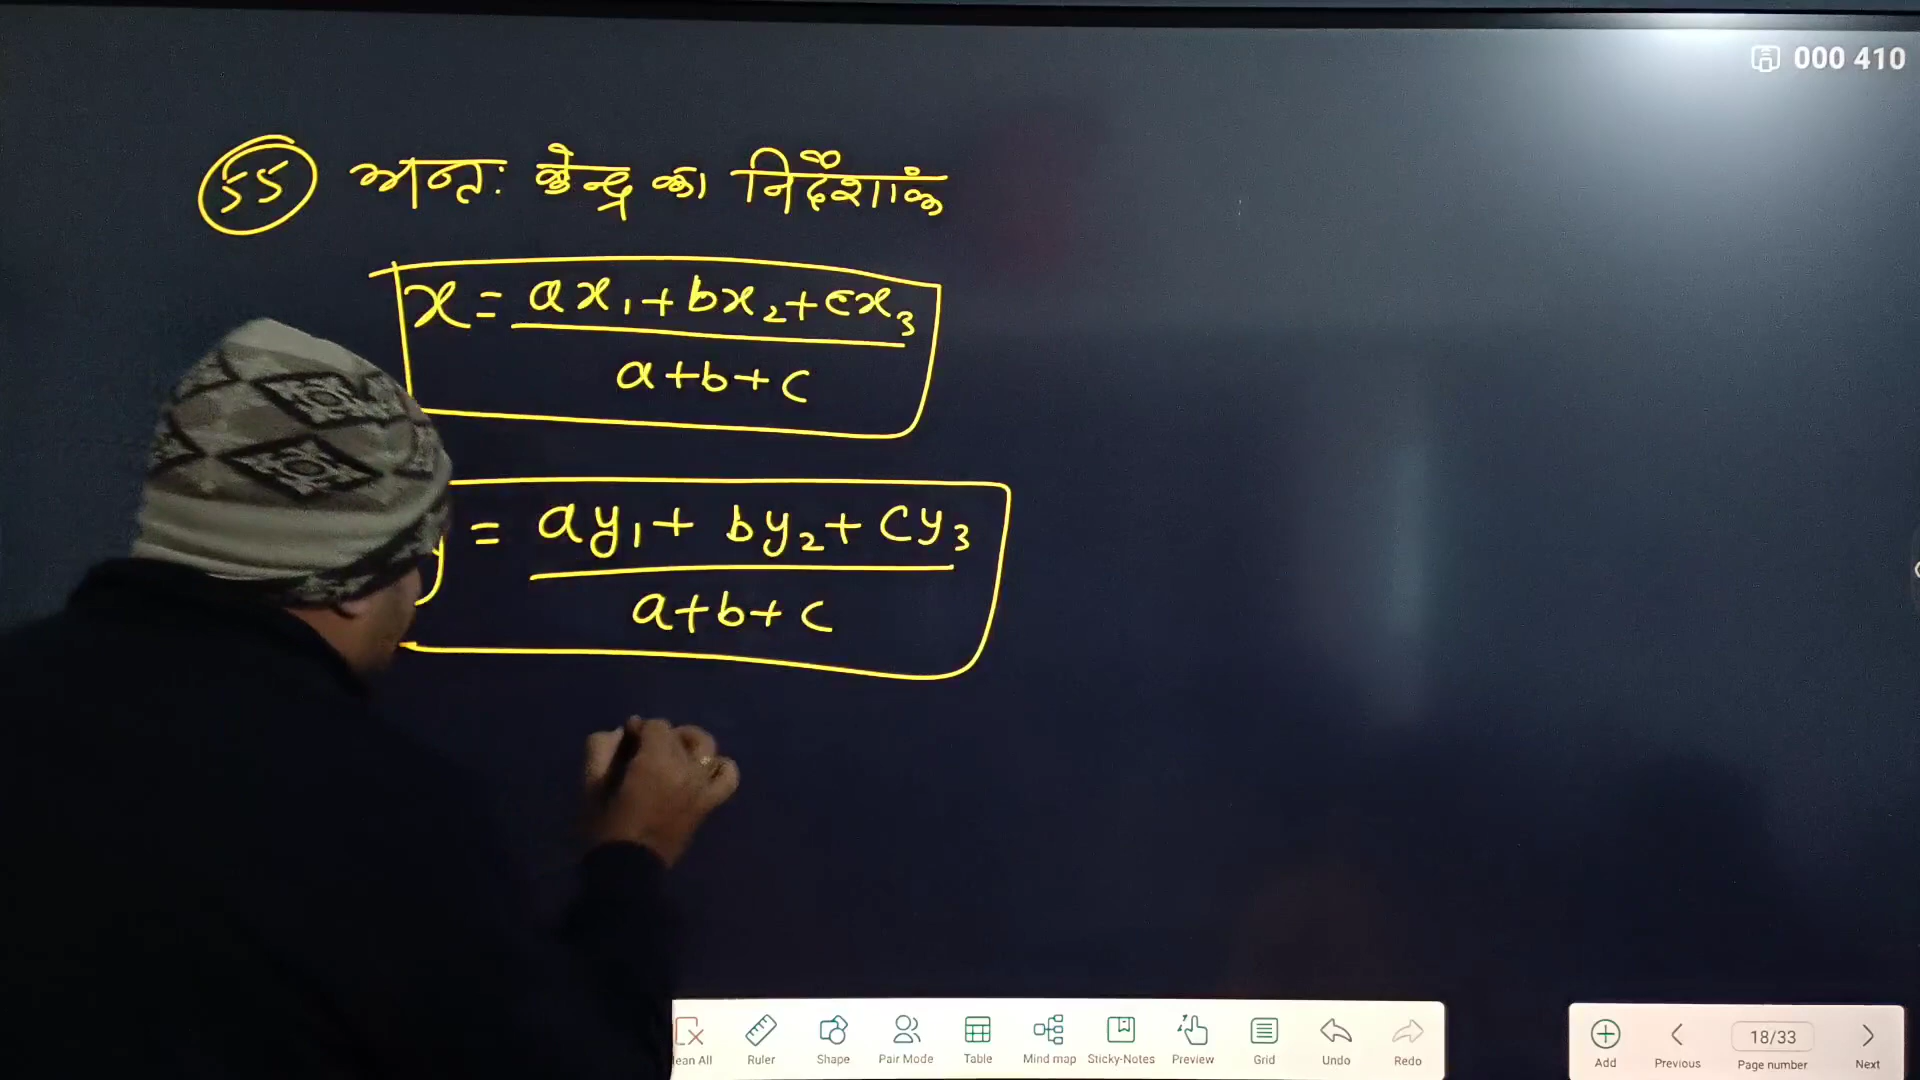 000 410
55 अन्त: केन्द्र का निर्देशांक
x = ax₁ + bx₂ + cx₃
a + b + c
y = ay₁ + by₂ + cy₃
a + b + c
ean All Ruler Shape Pair Mode Table Mind map Sticky-Notes Preview Grid Undo Redo
Add Previous 18/33 Page number Next